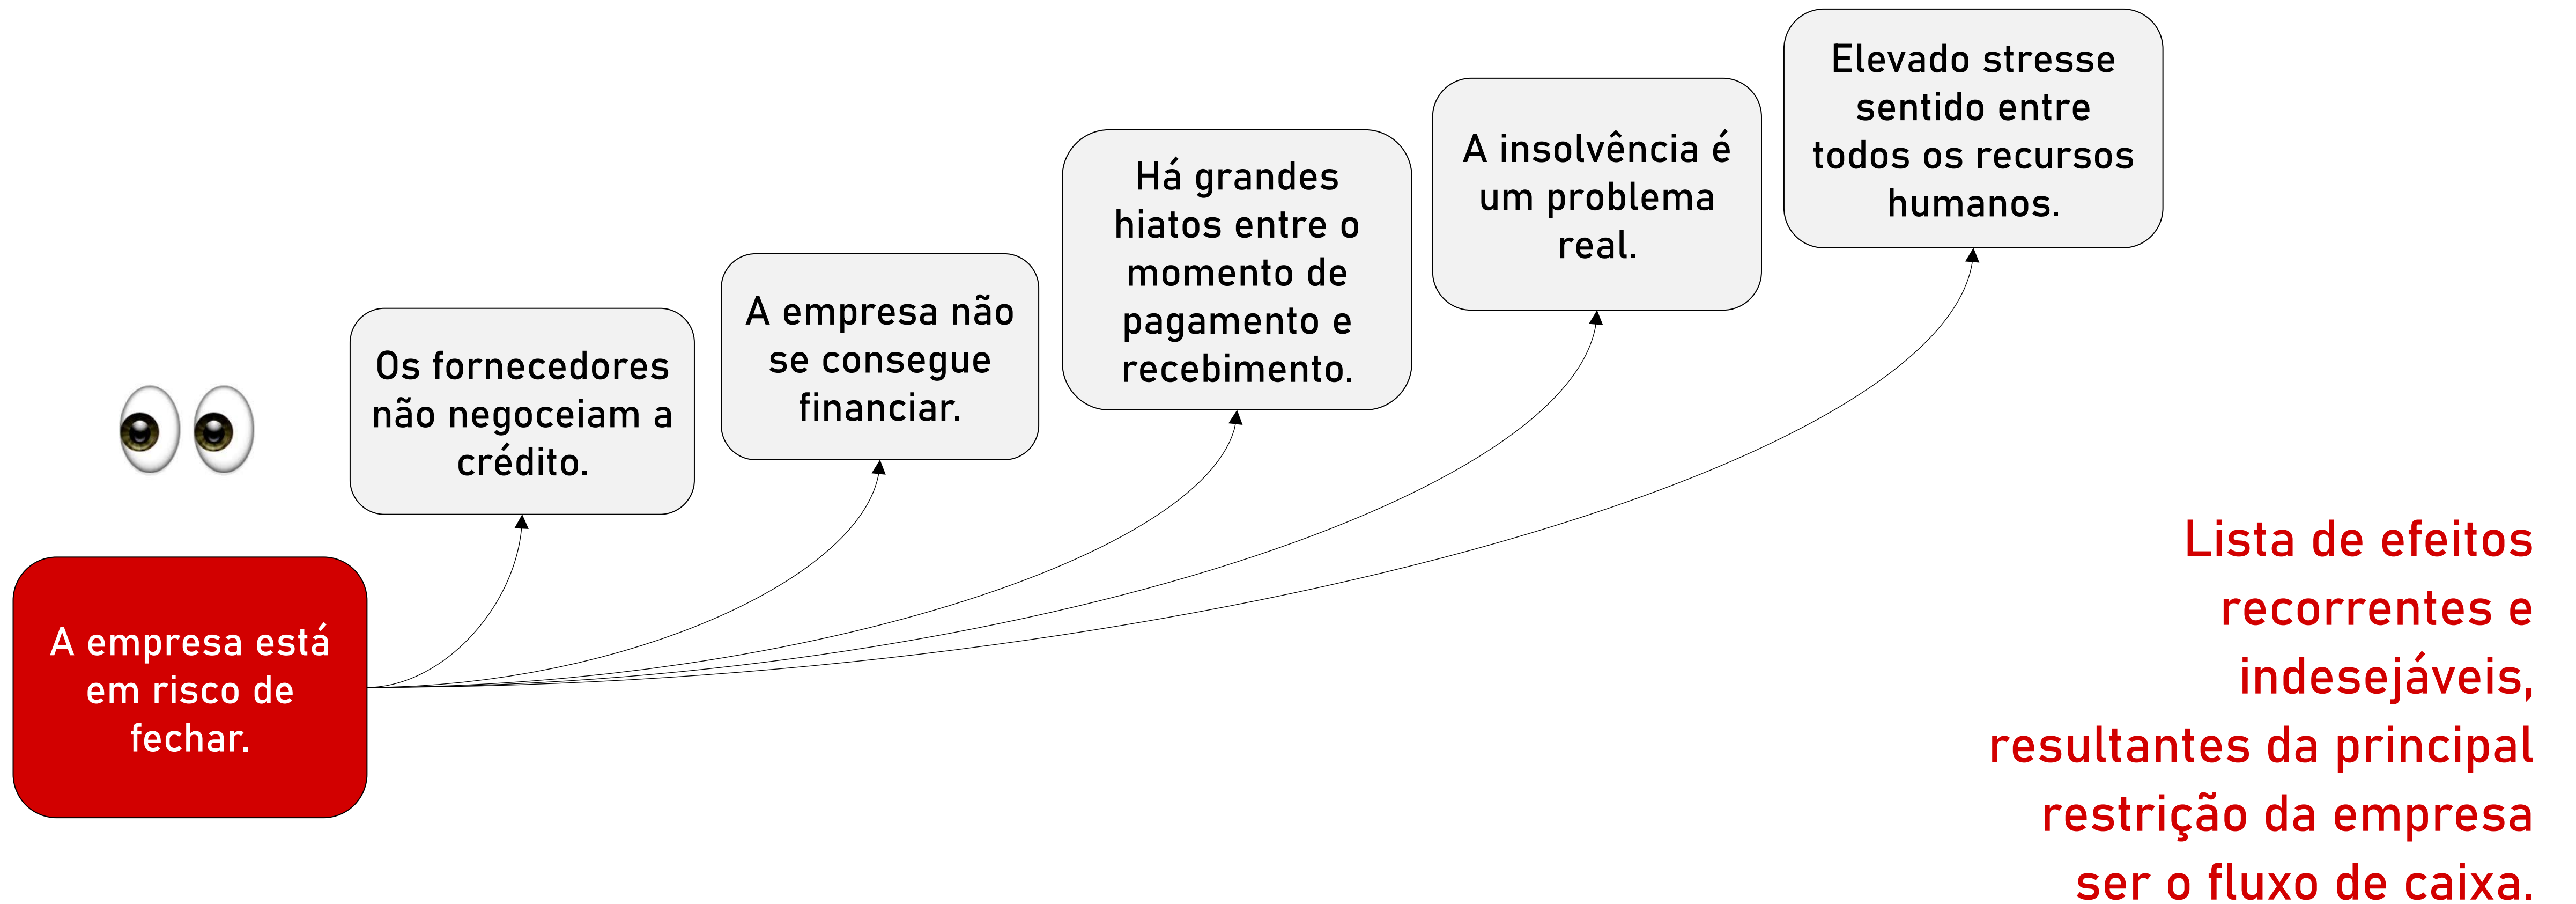 A empresa está
em risco de
fechar.
Os fornecedores
não negoceiam a
crédito.
A empresa não
se consegue
financiar.
Há grandes
hiatos entre o
momento de
pagamento e
recebimento.
A insolvência é
um problema
real.
Elevado stresse
sentido entre
todos os recursos
humanos.
Lista de efeitos
recorrentes e
indesejáveis,
resultantes da principal
restrição da empresa
ser o fluxo de caixa.